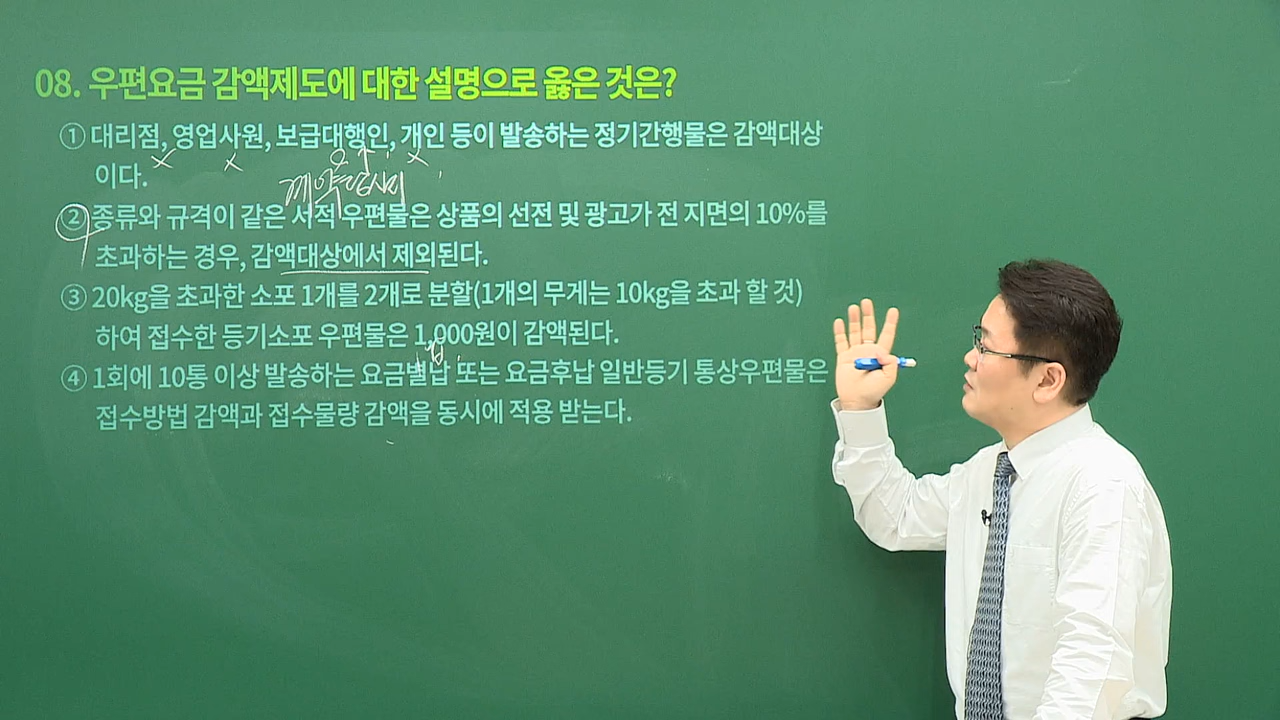 08. 우편요금 감액제도에 대한 설명으로 옳은 것은?
① 대리점, 영업사원, 보급대행인, 개인 등이 발송하는 정기간행물은 감액대상
이다.
② 종류와 규격이 같은 서적 우편물은 상품의 선전 및 광고가 전 지면의 10%를
초과하는 경우, 감액대상에서 제외된다.
③ 20kg을 초과한 소포 1개를 2개로 분할(1개의 무게는 10kg을 초과 할 것)
하여 접수한 등기소포 우편물은 1,000원이 감액된다.
④ 1회에 10통 이상 발송하는 요금별납 또는 요금후납 일반등기 통상우편물은
접수방법 감액과 접수물량 감액을 동시에 적용 받는다.